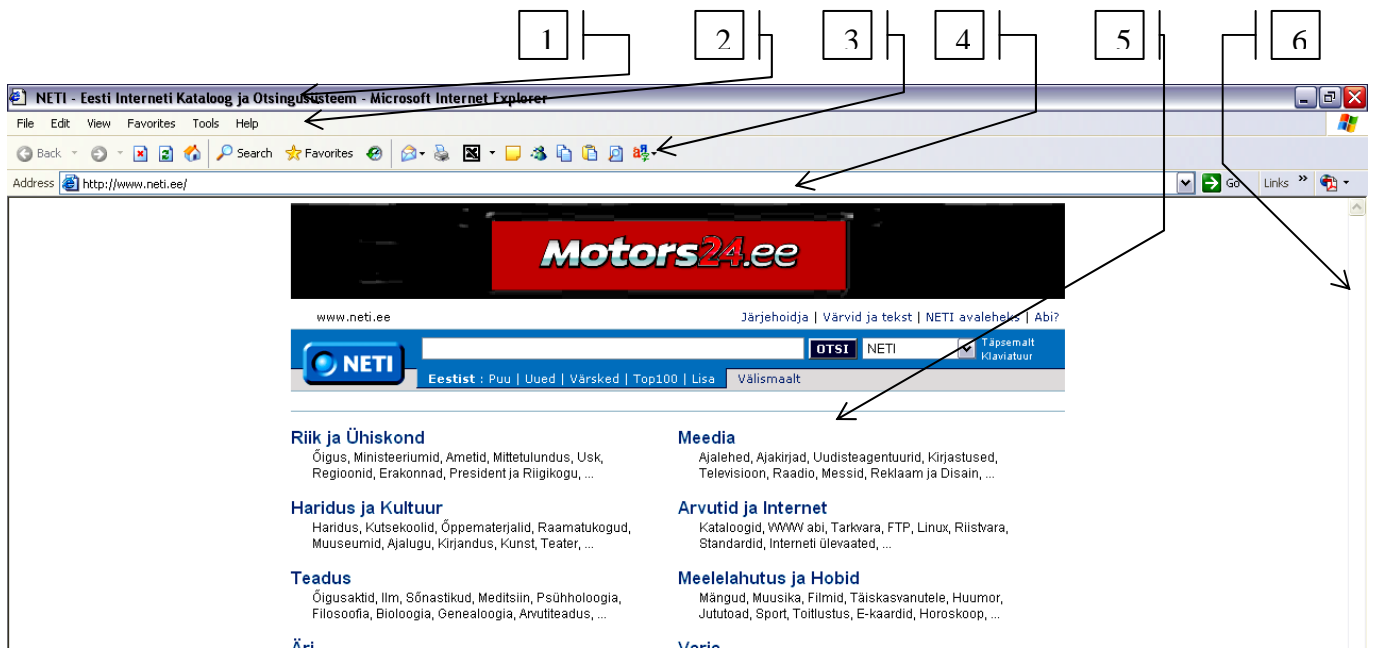 1 2 3 4 5 6
NETI - Eesti Interneti Kataloog ja Otsingusüsteem - Microsoft Internet Explorer
File Edit View Favorites Tools Help
Back Search Favorites
Address http://www.neti.ee/ Go Links »
Motors24.ee
www.neti.ee Järjehoidja | Värvid ja tekst | NETI avaleheks | Abi?
NETI OTSI NETI Täpsemalt
Klaviatuur
Eestist : Puu | Uued | Värsked | Top100 | Lisa Välismaalt
Riik ja Ühiskond
Õigus, Ministeeriumid, Ametid, Mittetulundus, Usk,
Regioonid, Erakonnad, President ja Riigikogu, ...
Meedia
Ajalehed, Ajakirjad, Uudisteagentuurid, Kirjastused,
Televisioon, Raadio, Messid, Reklaam ja Disain, ...
Haridus ja Kultuur
Haridus, Kutsekoolid, Õppematerjalid, Raamatukogud,
Muuseumid, Ajalugu, Kirjandus, Kunst, Teater, ...
Arvutid ja Internet
Kataloogid, WWW abi, Tarkvara, FTP, Linux, Riistvara,
Standardid, Interneti ülevaated, ...
Teadus
Õigusaktid, Ilm, Sõnastikud, Meditsiin, Psühholoogia,
Filosoofia, Bioloogia, Genealoogia, Arvutiteadus, ...
Meelelahutus ja Hobid
Mängud, Muusika, Filmid, Täiskasvanutele, Huumor,
Jututoad, Sport, Toitlustus, E-kaardid, Horoskoop, ...
Äri
Varia